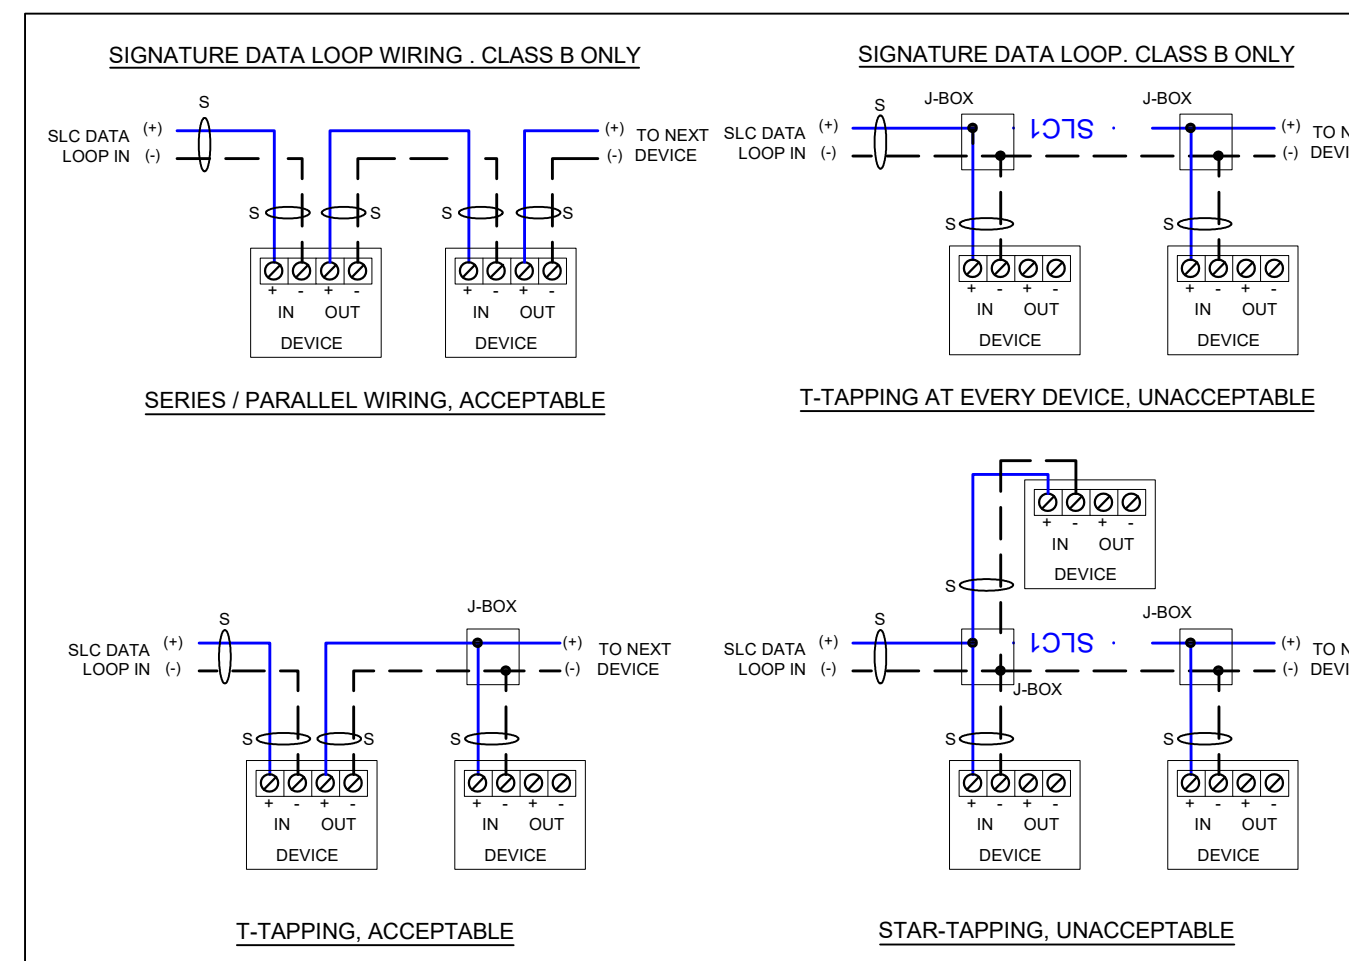 SIGNATURE DATA LOOP WIRING . CLASS B ONLY
S
SLC DATA (+)
LOOP IN (-)
(+) TO NEXT
(-) DEVICE
S S S S
+ - + - + - + -
IN OUT IN OUT
DEVICE DEVICE
SERIES / PARALLEL WIRING, ACCEPTABLE
SIGNATURE DATA LOOP. CLASS B ONLY
J-BOX J-BOX
S
SLC DATA (+)
LOOP IN (-)
SLC1
(+) TO N
(-) DEVI
S S
+ - + - + - + -
IN OUT IN OUT
DEVICE DEVICE
T-TAPPING AT EVERY DEVICE, UNACCEPTABLE
J-BOX
S
SLC DATA (+)
LOOP IN (-)
(+) TO NEXT
(-) DEVICE
S S S
+ - + - + - + -
IN OUT IN OUT
DEVICE DEVICE
T-TAPPING, ACCEPTABLE
+ - + -
IN OUT
DEVICE
S
J-BOX
S
SLC DATA (+)
LOOP IN (-)
SLC1
(+) TO N
(-) DEVI
J-BOX
S S
+ - + - + - + -
IN OUT IN OUT
DEVICE DEVICE
STAR-TAPPING, UNACCEPTABLE